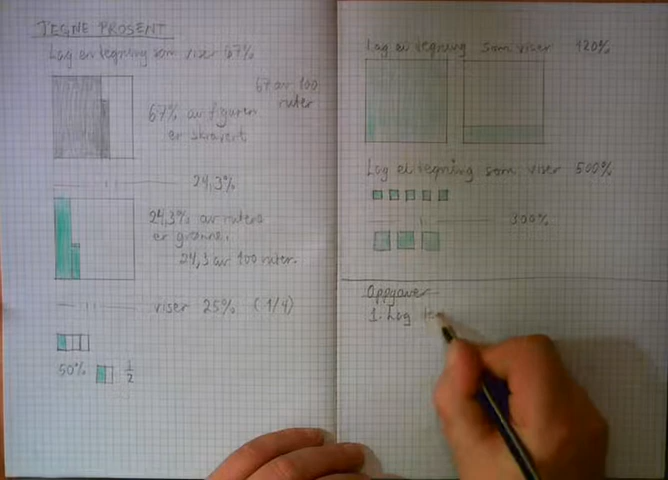 TEGNE PROSENT
Lag en tegning som viser 67%
67 av 100
ruter
67% av figuren
er skravert.
24,3%
24,3% av rutene
er grønne.
24,3 av 100 ruter.
viser 25% (1/4)
50% 1/2
Lag ei tegning som viser 120%
Lag ei tegning som viser 500%
300%
Oppgaver
1. Lag